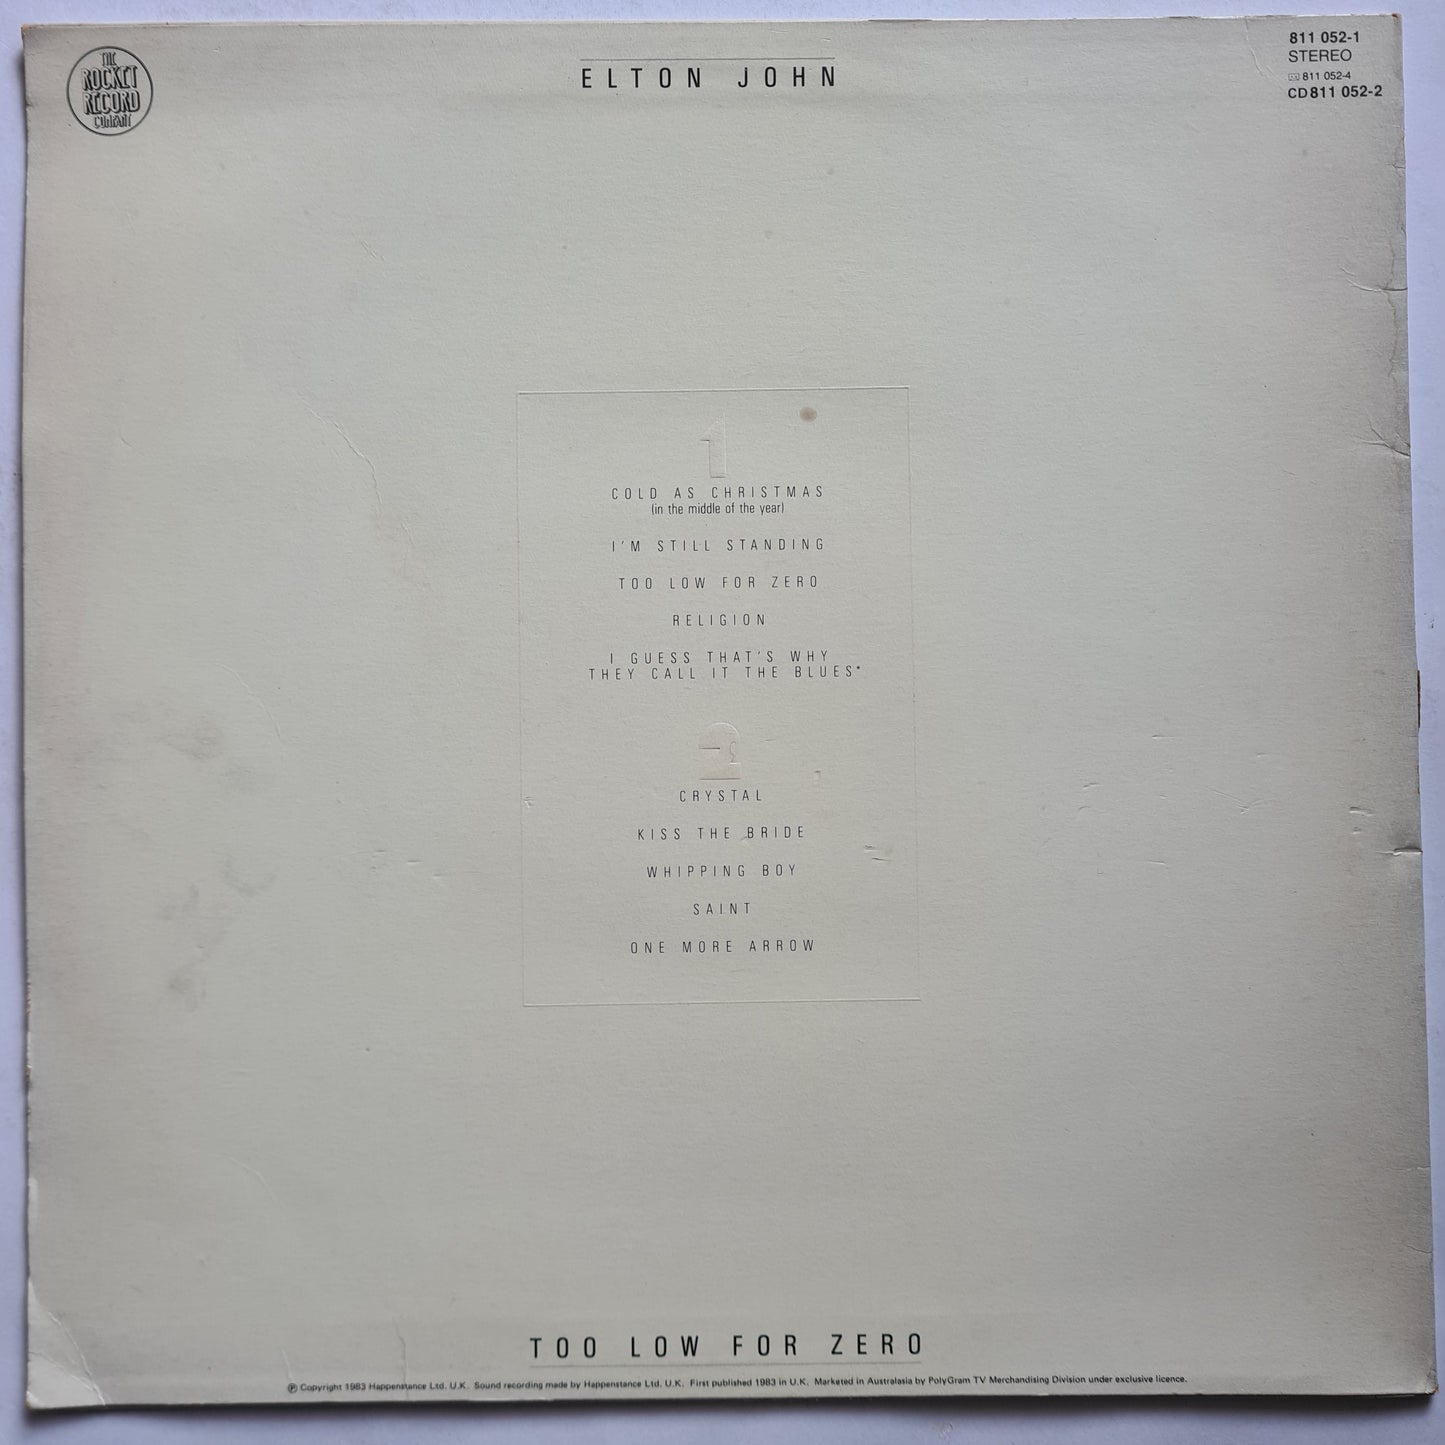 THE
ROCKET
RECORD
COMPANY
ELTON JOHN
811 052-1
STEREO
811 052-4
CD811 052-2
1
COLD AS CHRISTMAS
(in the middle of the year)
I'M STILL STANDING
TOO LOW FOR ZERO
RELIGION
I GUESS THAT'S WHY
THEY CALL IT THE BLUES*
2
CRYSTAL
KISS THE BRIDE
WHIPPING BOY
SAINT
ONE MORE ARROW
TOO LOW FOR ZERO
℗ Copyright 1983 Happenstance Ltd. U.K. Sound recording made by Happenstance Ltd. U.K. First published 1983 in U.K. Marketed in Australasia by PolyGram TV Merchandising Division under exclusive licence.